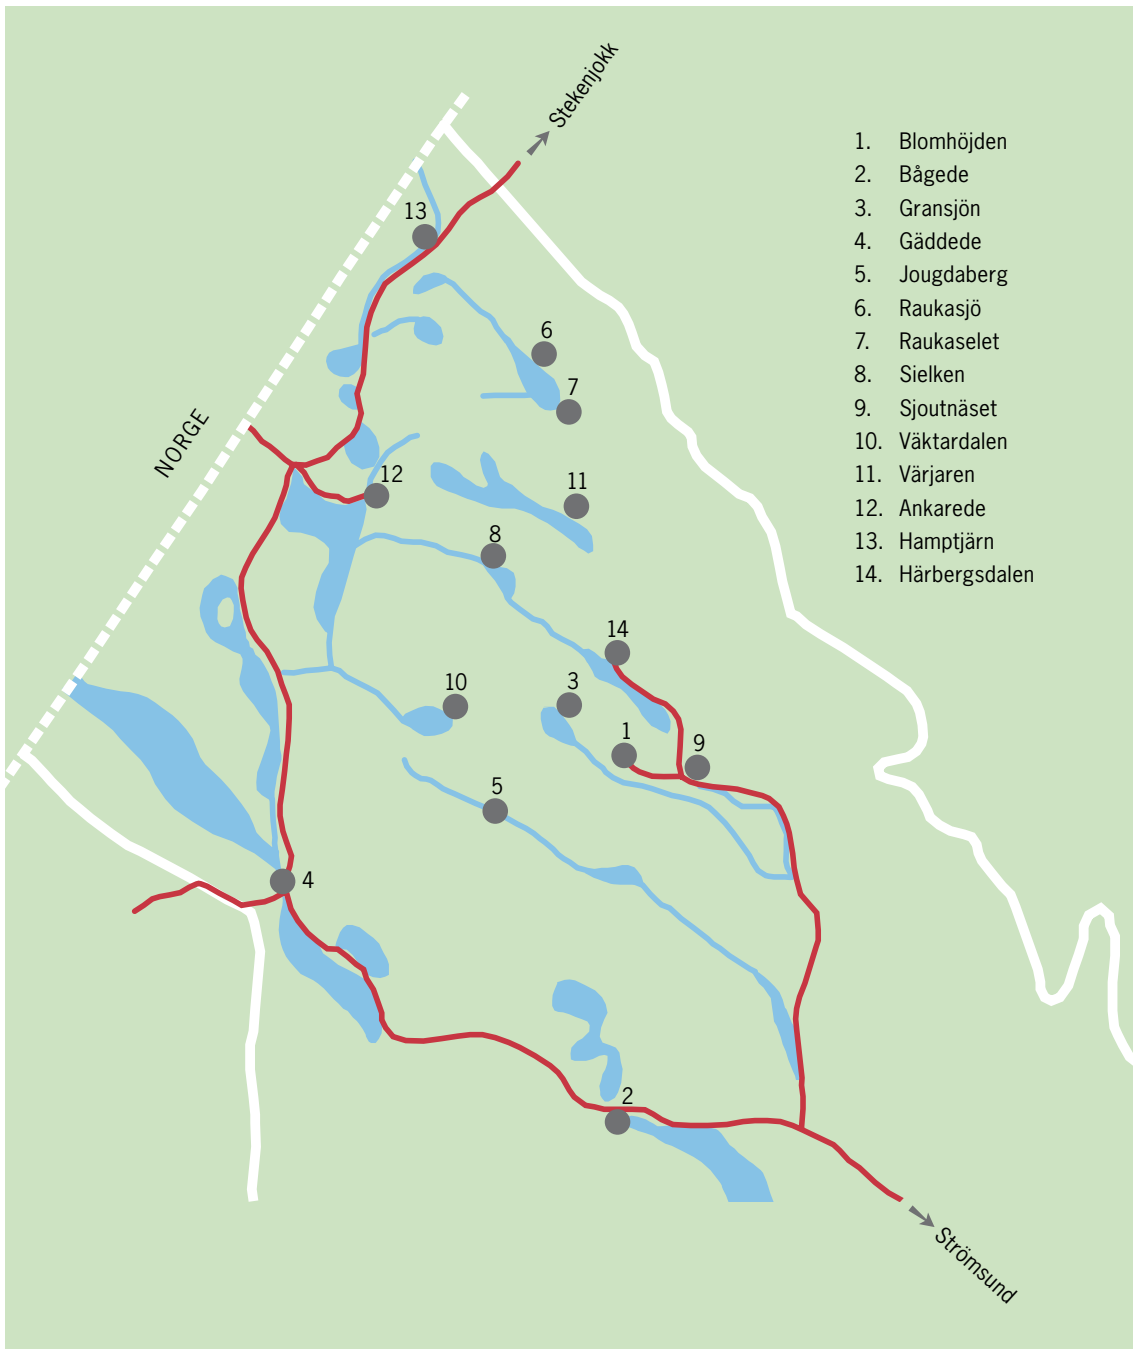 Stekenjokk
1. Blomhöjden
2. Bågede
3. Gransjön
4. Gäddede
5. Jougdaberg
6. Raukasjö
7. Raukaselet
8. Sielken
9. Sjoutnäset
10. Väktardalen
11. Värjaren
12. Ankarede
13. Hamptjärn
14. Härbergsdalen
13
6
7
NORGE
12
11
8
14
10
3
1
9
5
4
2
Strömsund